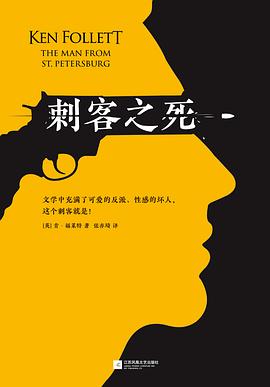 KEN FOLLETT
THE MAN FROM
ST. PETERSBURG
刺客之死
文学中充满了可爱的反派、性感的坏人，
这个刺客就是！
[英] 肯·福莱特 著 张亦琦 译
江苏凤凰文艺出版社